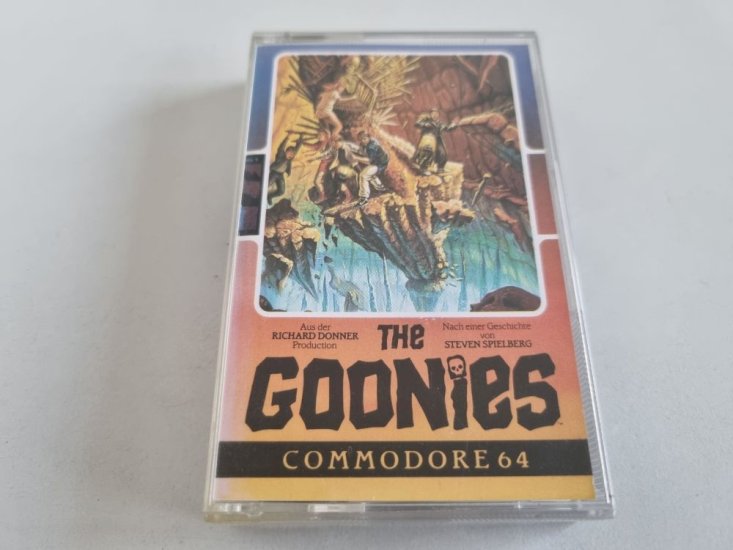 Aus der
RICHARD DONNER
Production
THE
Nach einer Geschichte
von
STEVEN SPIELBERG
GOONIES
COMMODORE 64